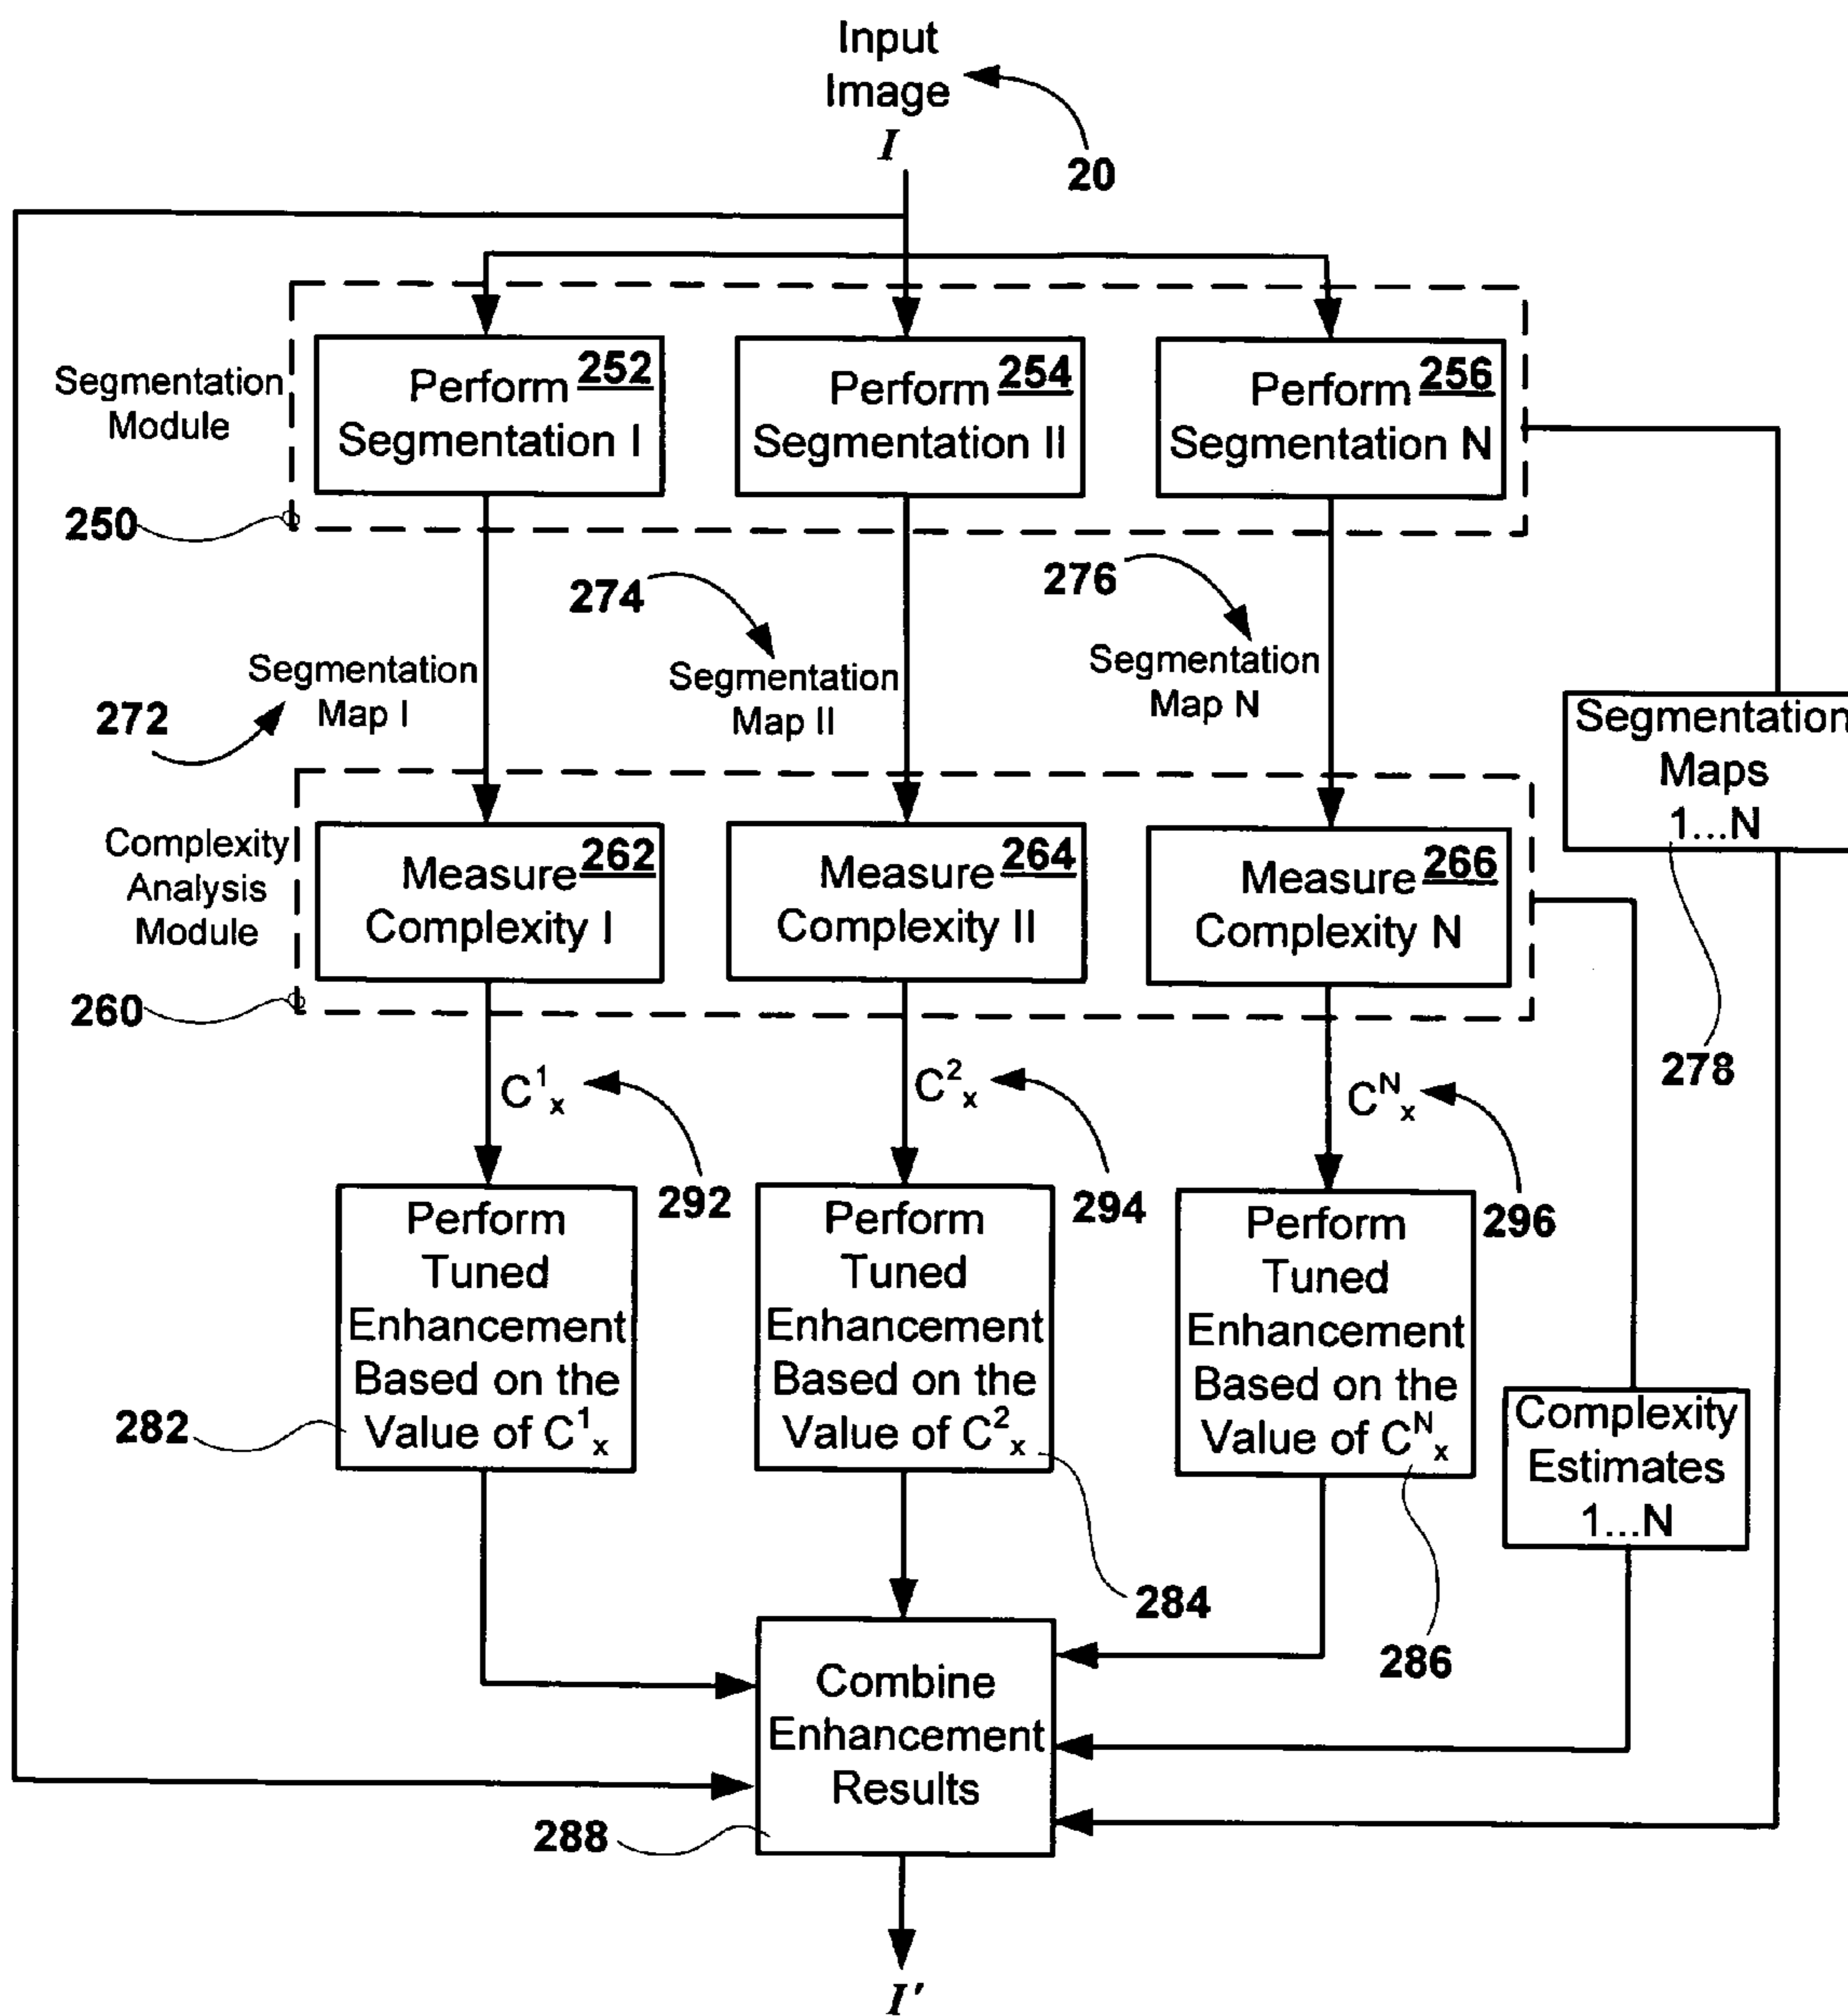 Input
Image
I
20
Segmentation
Module
250
Perform 252
Segmentation I
Perform 254
Segmentation II
Perform 256
Segmentation N
272
Segmentation
Map I
274
Segmentation
Map II
276
Segmentation
Map N
Segmentation
Maps
1...N
278
Complexity
Analysis
Module
260
Measure 262
Complexity I
Measure 264
Complexity II
Measure 266
Complexity N
C¹ₓ
292
C²ₓ
294
Cᴺₓ
296
Perform
Tuned
Enhancement
Based on the
Value of C¹ₓ
282
Perform
Tuned
Enhancement
Based on the
Value of C²ₓ
284
Perform
Tuned
Enhancement
Based on the
Value of Cᴺₓ
286
Complexity
Estimates
1...N
Combine
Enhancement
Results
288
I'